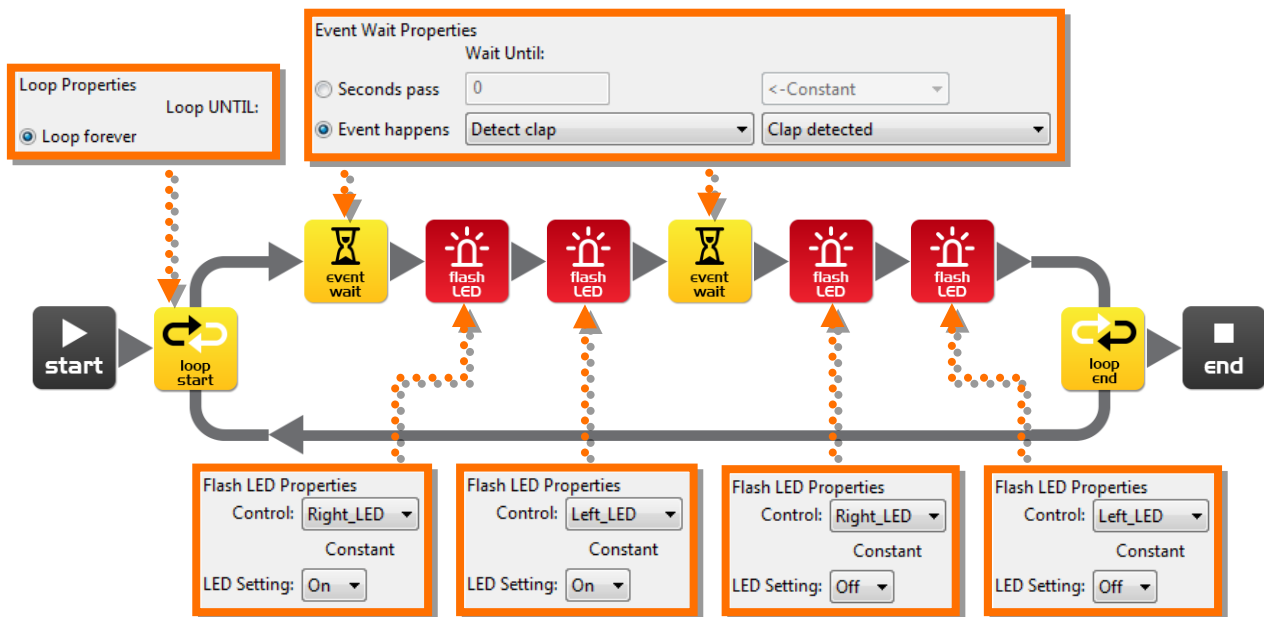 Event Wait Properties
Wait Until:
Seconds pass 0 <-Constant
Event happens Detect clap Clap detected
Loop Properties
Loop UNTIL:
Loop forever
start
loop
start
event
wait
flash
LED
flash
LED
event
wait
flash
LED
flash
LED
loop
end
end
Flash LED Properties
Control: Right_LED
Constant
LED Setting: On
Flash LED Properties
Control: Left_LED
Constant
LED Setting: On
Flash LED Properties
Control: Right_LED
Constant
LED Setting: Off
Flash LED Properties
Control: Left_LED
Constant
LED Setting: Off